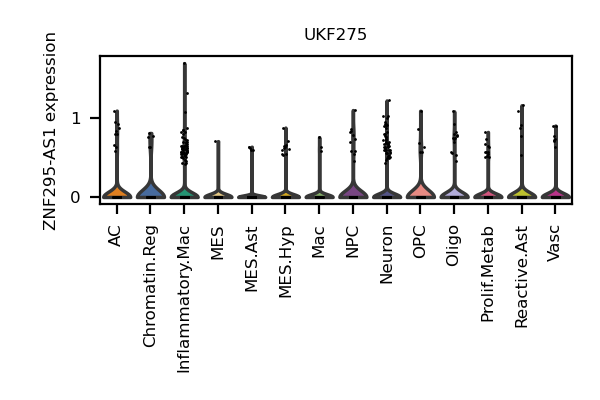 UKF275
ZNF295-AS1 expression
1
0
AC
Chromatin.Reg
Inflammatory.Mac
MES
MES.Ast
MES.Hyp
Mac
NPC
Neuron
OPC
Oligo
Prolif.Metab
Reactive.Ast
Vasc